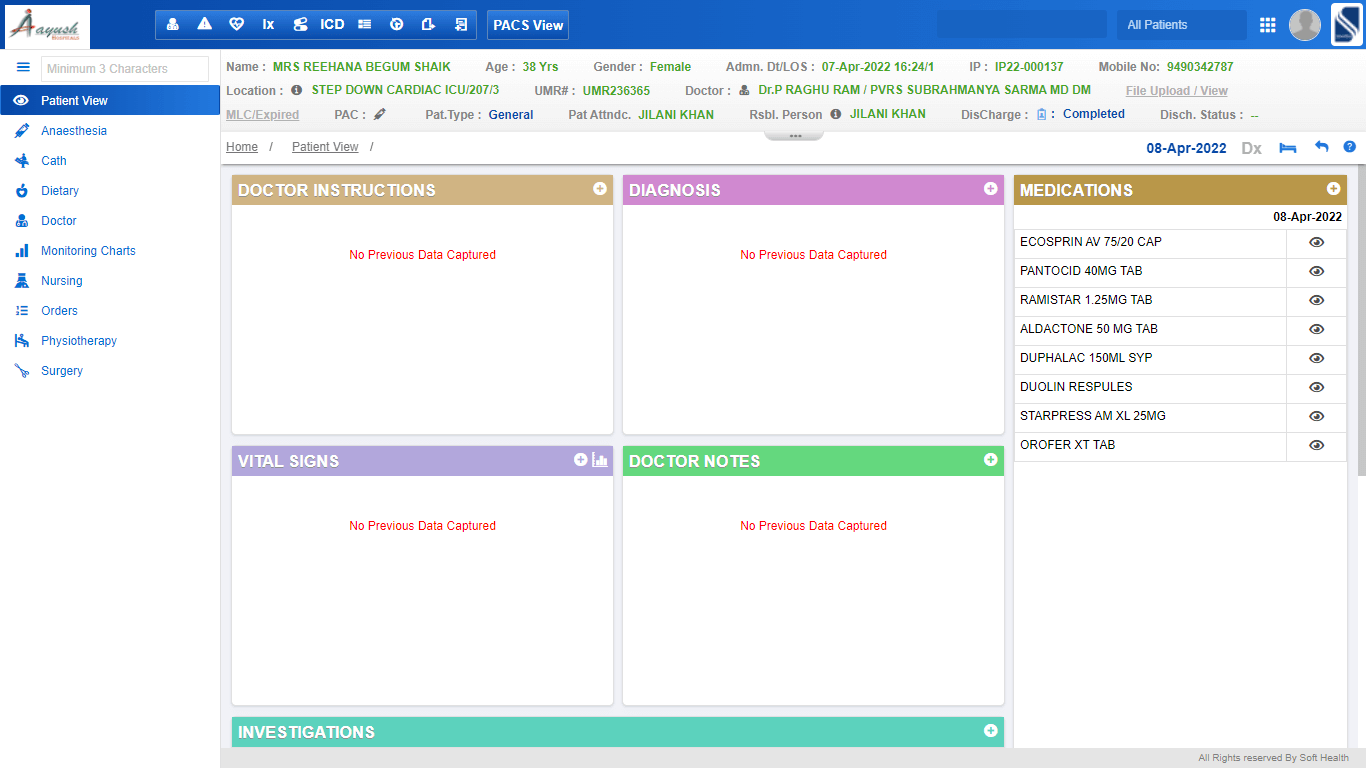 Aayush
HOSPITALS
Ix
ICD
PACS View
All Patients
Minimum 3 Characters
Patient View
Anaesthesia
Cath
Dietary
Doctor
Monitoring Charts
Nursing
Orders
Physiotherapy
Surgery
Name : MRS REEHANA BEGUM SHAIK Age : 38 Yrs Gender : Female Admn. Dt/LOS : 07-Apr-2022 16:24/1 IP : IP22-000137 Mobile No: 9490342787
Location : STEP DOWN CARDIAC ICU/207/3 UMR# : UMR236365 Doctor : Dr.P RAGHU RAM / PVRS SUBRAHMANYA SARMA MD DM File Upload / View
MLC/Expired PAC : Pat.Type : General Pat Attndc. JILANI KHAN Rsbl. Person JILANI KHAN DisCharge : : Completed Disch. Status : --
Home / Patient View /
08-Apr-2022 Dx
DOCTOR INSTRUCTIONS
No Previous Data Captured
DIAGNOSIS
No Previous Data Captured
MEDICATIONS
08-Apr-2022
ECOSPRIN AV 75/20 CAP
PANTOCID 40MG TAB
RAMISTAR 1.25MG TAB
ALDACTONE 50 MG TAB
DUPHALAC 150ML SYP
DUOLIN RESPULES
STARPRESS AM XL 25MG
OROFER XT TAB
VITAL SIGNS
No Previous Data Captured
DOCTOR NOTES
No Previous Data Captured
INVESTIGATIONS
All Rights reserved By Soft Health